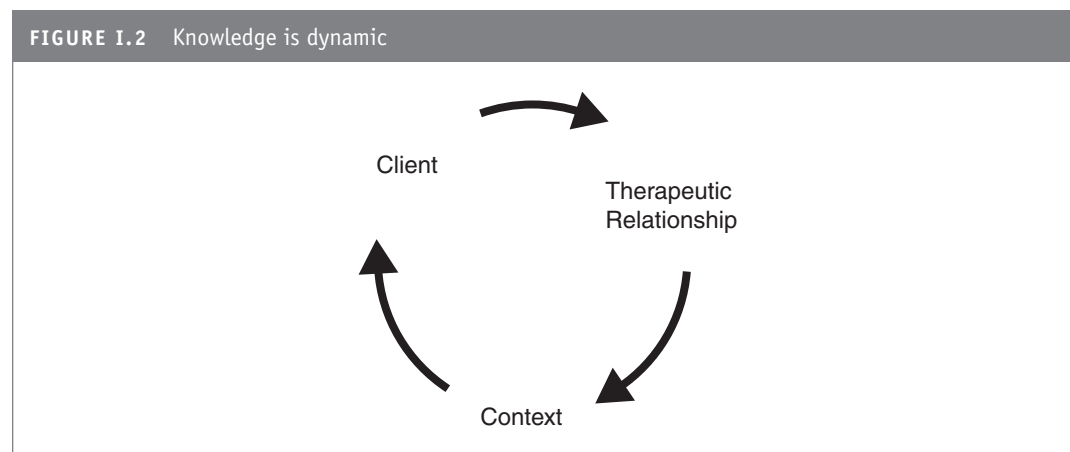 FIGURE I.2 Knowledge is dynamic
Client
Therapeutic
Relationship
Context